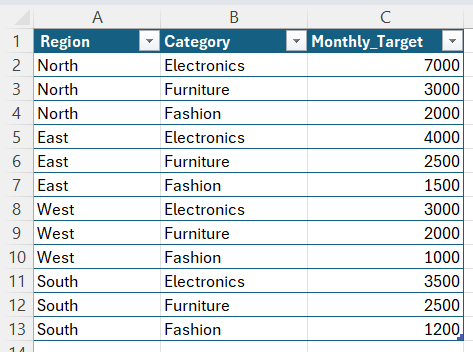 A B C
1 Region Category Monthly_Target
2 North Electronics 7000
3 North Furniture 3000
4 North Fashion 2000
5 East Electronics 4000
6 East Furniture 2500
7 East Fashion 1500
8 West Electronics 3000
9 West Furniture 2000
10 West Fashion 1000
11 South Electronics 3500
12 South Furniture 2500
13 South Fashion 1200